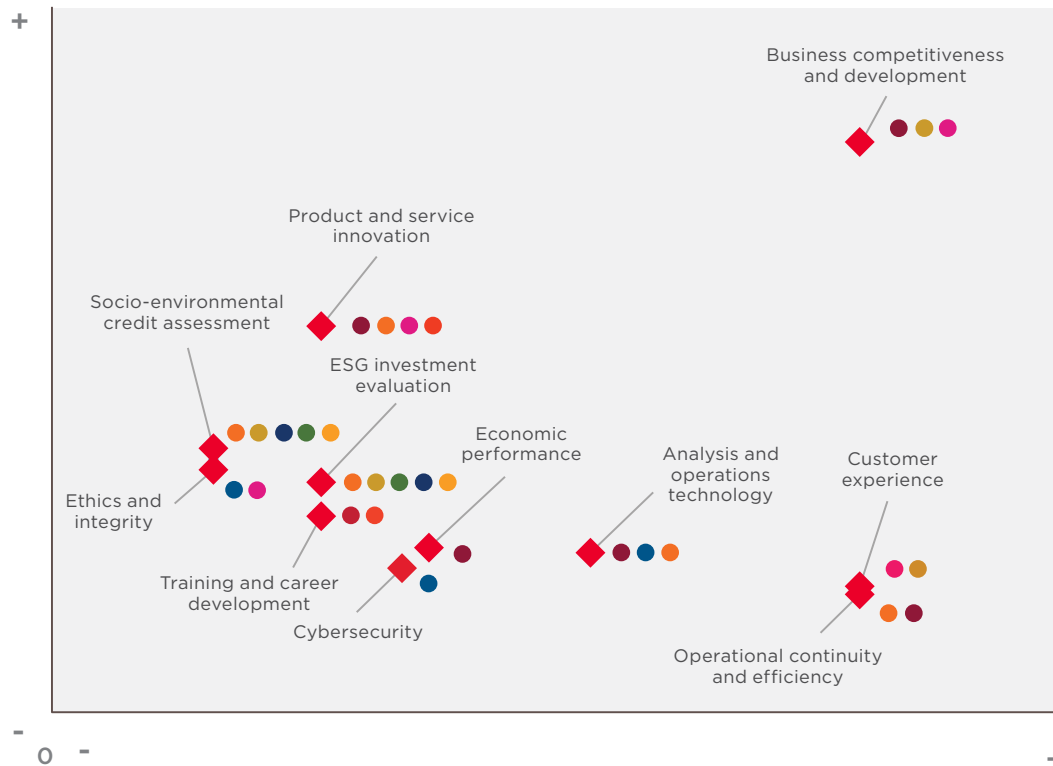 +
Business competitiveness
and development
Product and service
innovation
Socio-environmental
credit assessment
ESG investment
evaluation
Economic
performance
Analysis and
operations
technology
Customer
experience
Ethics and
integrity
Training and career
development
Cybersecurity
Operational continuity
and efficiency
-
0 -
-